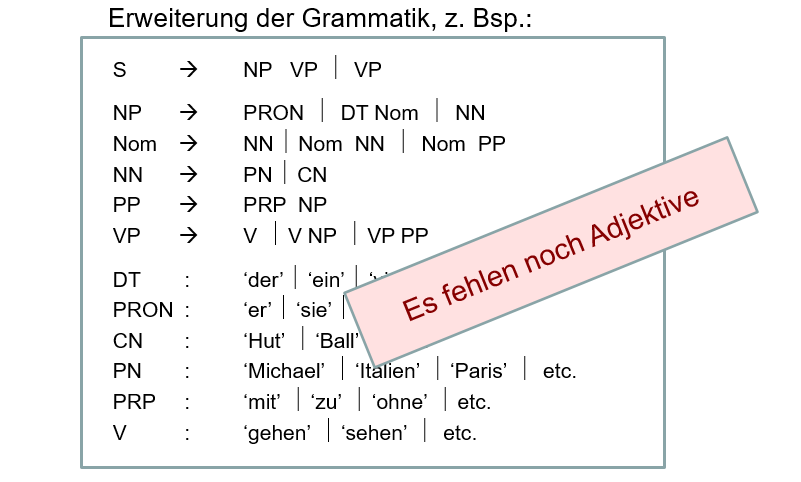 Erweiterung der Grammatik, z. Bsp.:
S → NP VP | VP
NP → PRON | DT Nom | NN
Nom → NN | Nom NN | Nom PP
NN → PN | CN
PP → PRP NP
VP → V | V NP | VP PP
DT : ‘der’ | ‘ein’ |
PRON : ‘er’ | ‘sie’ |
CN : ‘Hut’ | ‘Ball’
PN : ‘Michael’ | ‘Italien’ | ‘Paris’ | etc.
PRP : ‘mit’ | ‘zu’ | ‘ohne’ | etc.
V : ‘gehen’ | ‘sehen’ | etc.
Es fehlen noch Adjektive